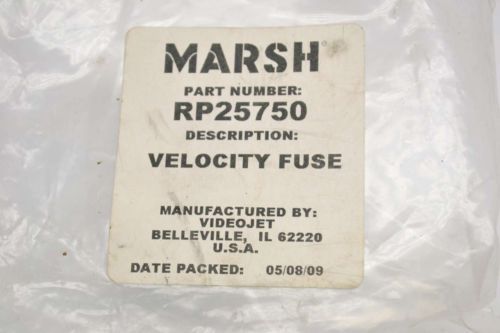 MARSH®
PART NUMBER:
RP25750
DESCRIPTION:
VELOCITY FUSE
MANUFACTURED BY:
VIDEOJET
BELLEVILLE, IL 62220
U.S.A.
DATE PACKED: 05/08/09